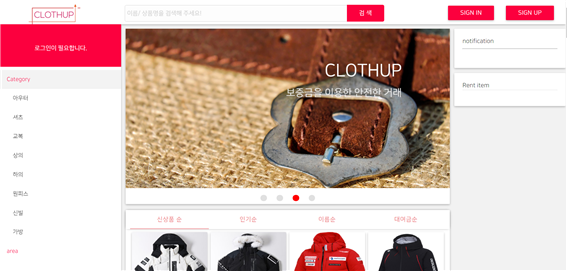 CLOTHUP
이름/ 상품명을 검색해 주세요!
검 색
SIGN IN
SIGN UP
로그인이 필요합니다.
Category
아우터
셔츠
교복
상의
하의
원피스
신발
가방
area
CLOTHUP
보증금을 이용한 안전한 거래
신상품 순
인기순
이름순
대여금순
notification
Rent item